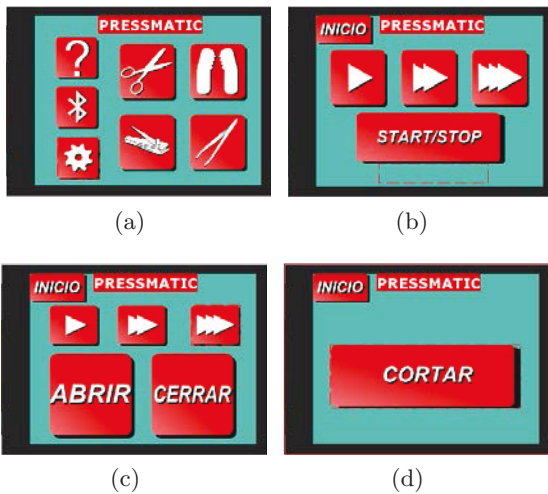 PRESSMATIC
?
(a)
INICIO PRESSMATIC
START/STOP
(b)
INICIO PRESSMATIC
ABRIR CERRAR
(c)
INICIO PRESSMATIC
CORTAR
(d)